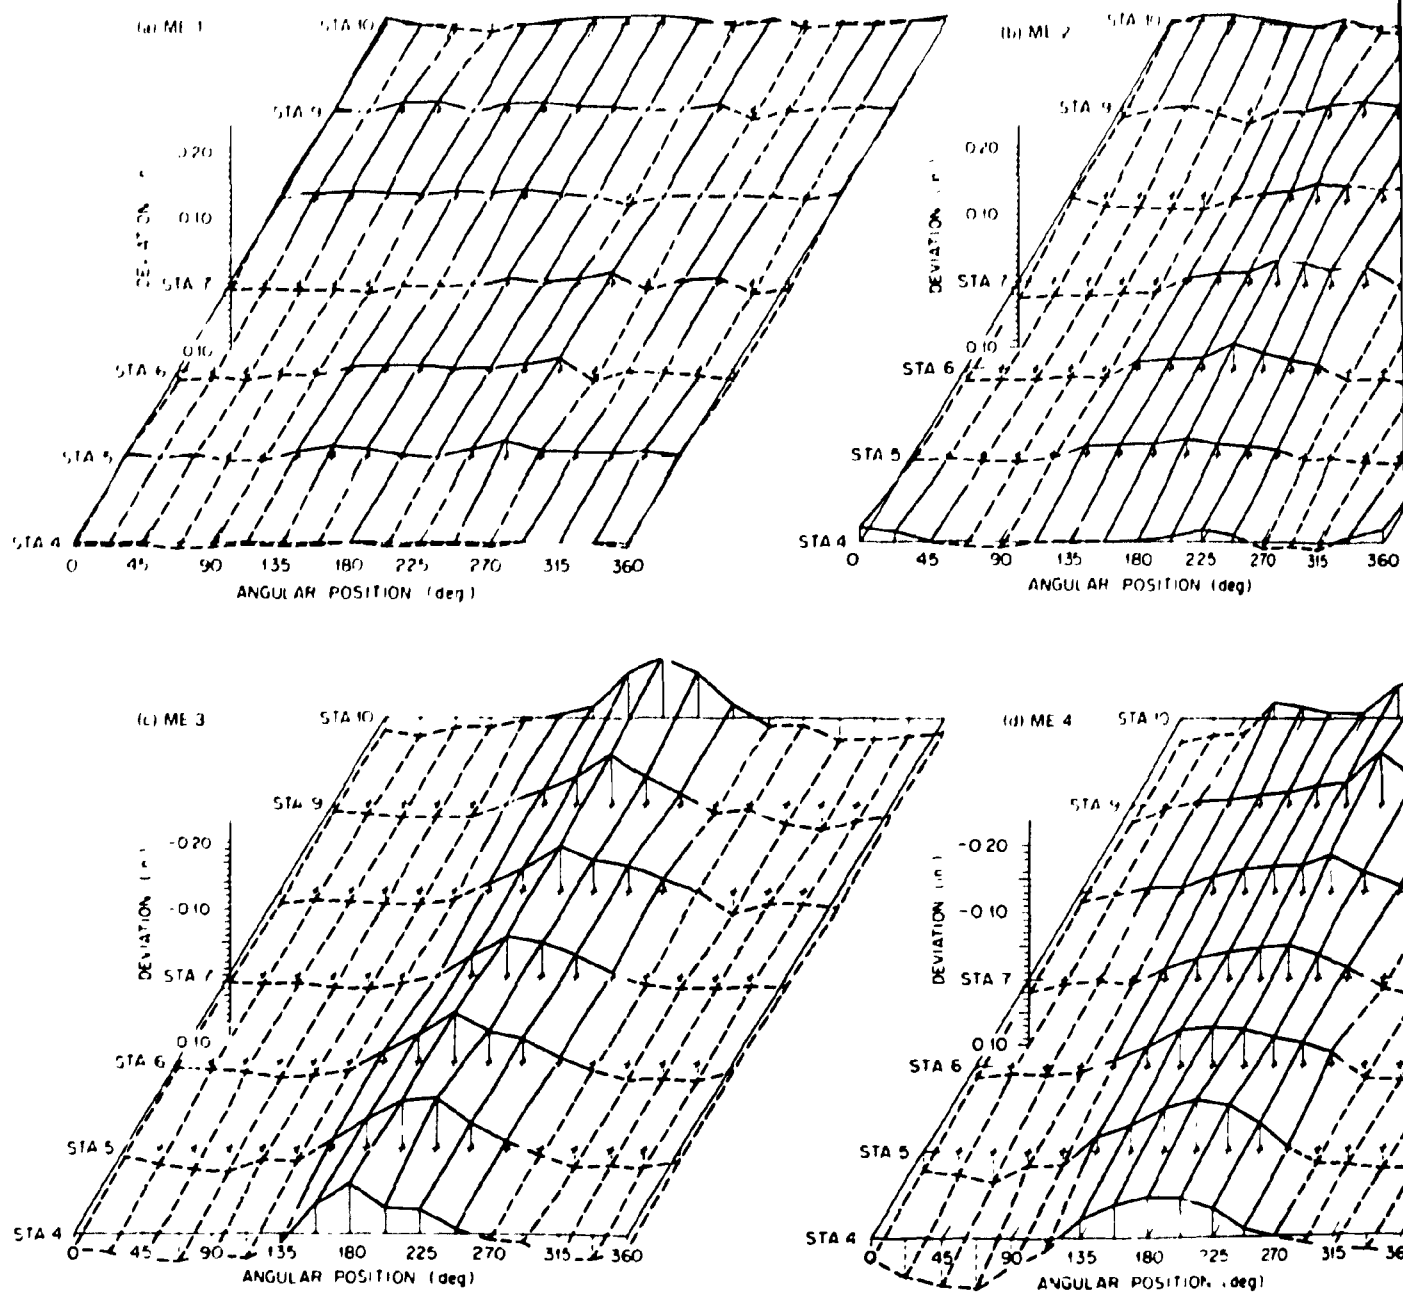 (a) ME 1
STA 10
STA 9
0.20
0.10
STA 7
0.10
STA 6
STA 5
STA 4
0 45 90 135 180 225 270 315 360
ANGULAR POSITION (deg)
(b) ME 2
STA 10
STA 9
0.20
0.10
DEVIATION (in.)
STA 7
0.10
STA 6
STA 5
STA 4
0 45 90 135 180 225 270 315 360
ANGULAR POSITION (deg)
(c) ME 3
STA 10
STA 9
-0.20
-0.10
DEVIATION (in.)
STA 7
0.10
STA 6
STA 5
STA 4
0 45 90 135 180 225 270 315 360
ANGULAR POSITION (deg)
(d) ME 4
STA 10
STA 9
-0.20
-0.10
DEVIATION (in.)
STA 7
0.10
STA 6
STA 5
STA 4
0 45 90 135 180 225 270 315
ANGULAR POSITION (deg)